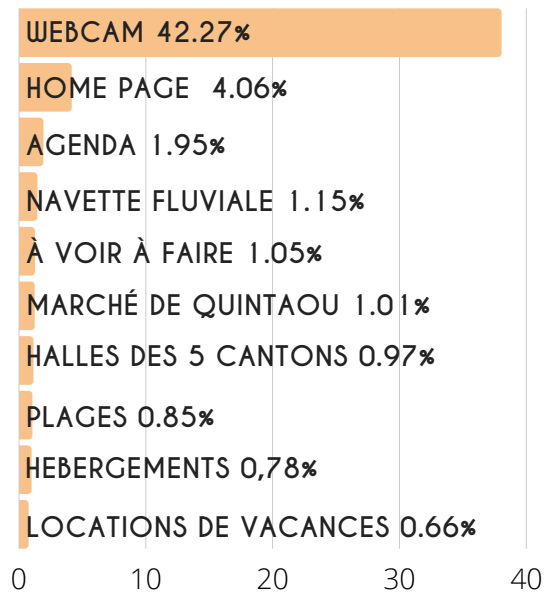 WEBCAM 42.27%
HOME PAGE 4.06%
AGENDA 1.95%
NAVETTE FLUVIALE 1.15%
À VOIR À FAIRE 1.05%
MARCHÉ DE QUINTAOU 1.01%
HALLES DES 5 CANTONS 0.97%
PLAGES 0.85%
HEBERGEMENTS 0,78%
LOCATIONS DE VACANCES 0.66%
0 10 20 30 40